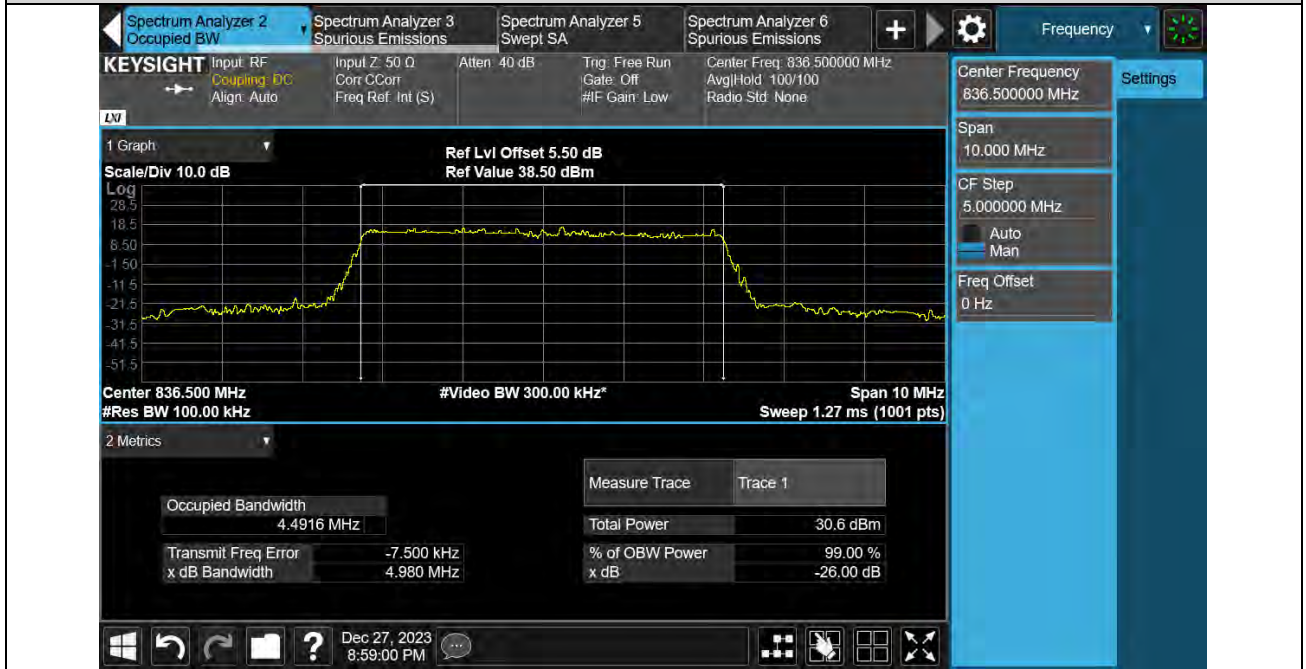 Spectrum Analyzer 2
Occupied BW
Spectrum Analyzer 3
Spurious Emissions
Spectrum Analyzer 5
Swept SA
Spectrum Analyzer 6
Spurious Emissions
+
Frequency
KEYSIGHT
LXI
Input: RF
Coupling: DC
Align: Auto
Input Z: 50 Ω
Corr CCorr
Freq Ref: Int (S)
Atten: 40 dB
Trig: Free Run
Gate: Off
#IF Gain: Low
Center Freq: 836.500000 MHz
Avg|Hold: 100/100
Radio Std: None
Center Frequency
836.500000 MHz
Settings
Span
10.000 MHz
CF Step
5.000000 MHz
Auto
Man
Freq Offset
0 Hz
1 Graph
Scale/Div 10.0 dB
Ref Lvl Offset 5.50 dB
Ref Value 38.50 dBm
Log
28.5
18.5
8.50
-1.50
-11.5
-21.5
-31.5
-41.5
-51.5
Center 836.500 MHz
#Video BW 300.00 kHz*
Span 10 MHz
#Res BW 100.00 kHz
Sweep 1.27 ms (1001 pts)
2 Metrics
Measure Trace Trace 1
Occupied Bandwidth
4.4916 MHz
Total Power 30.6 dBm
Transmit Freq Error -7.500 kHz
% of OBW Power 99.00 %
x dB Bandwidth 4.980 MHz
x dB -26.00 dB
?
Dec 27, 2023
8:59:00 PM